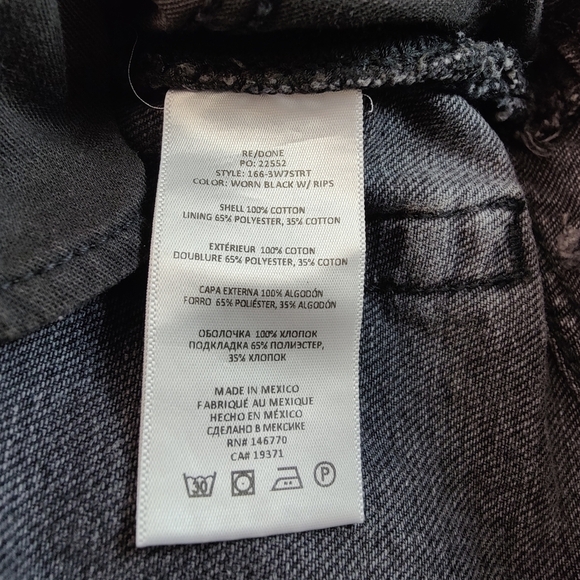 RE/DONE
PO: 22552
STYLE: 166-3W7STRT
COLOR: WORN BLACK W/ RIPS
SHELL 100% COTTON
LINING 65% POLYESTER, 35% COTTON
EXTÉRIEUR 100% COTON
DOUBLURE 65% POLYESTER, 35% COTON
CAPA EXTERNA 100% ALGODÓN
FORRO 65% POLIÉSTER, 35% ALGODÓN
ОБОЛОЧКА 100% ХЛОПОК
ПОДКЛАДКА 65% ПОЛИЭСТЕР,
35% ХЛОПОК
MADE IN MEXICO
FABRIQUÉ AU MEXIQUE
HECHO EN MÉXICO
СДЕЛАНО В МЕКСИКЕ
RN# 146770
CA# 19371
30 P